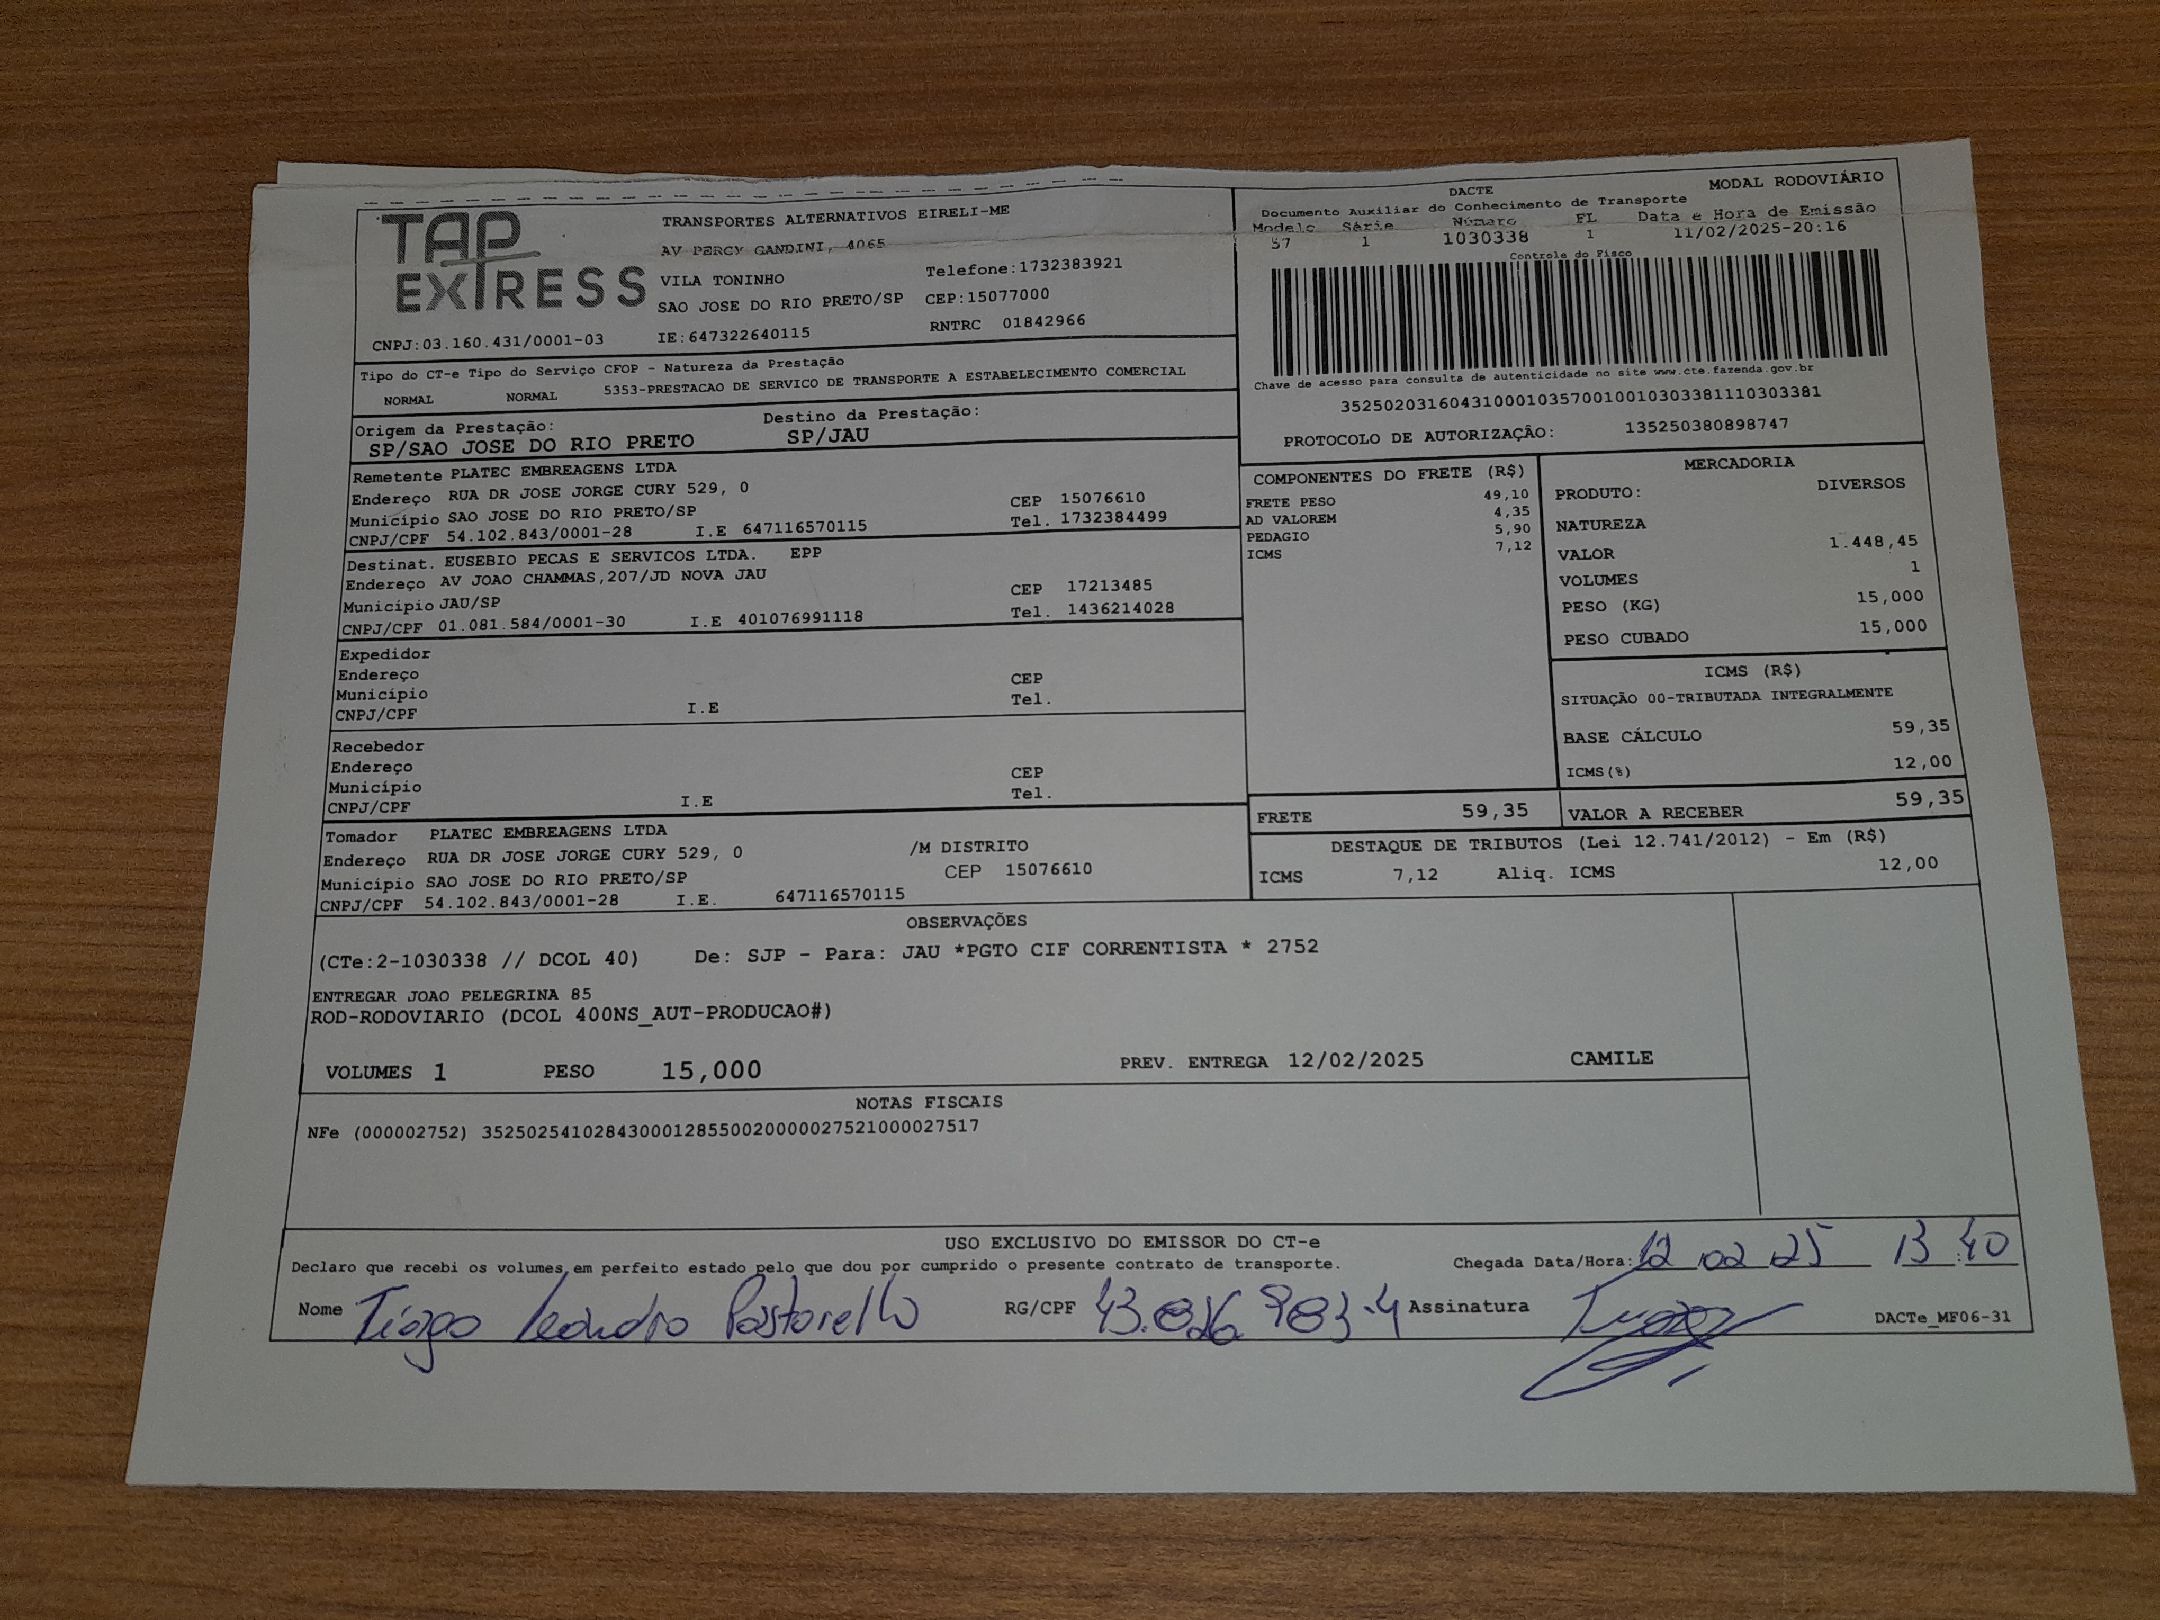 TAP
EXTRESS
TRANSPORTES ALTERNATIVOS EIRELI-ME
AV PERCY GANDINI, 4065
VILA TONINHO Telefone:1732383921
SAO JOSE DO RIO PRETO/SP CEP:15077000
CNPJ:03.160.431/0001-03 IE:647322640115 RNTRC 01842966
DACTE MODAL RODOVIÁRIO
Documento Auxiliar do Conhecimento de Transporte
Modelo Série Número FL Data e Hora de Emissão
57 1 1030338 1 11/02/2025-20:16
Controle do Fisco
Chave de acesso para consulta de autenticidade no site www.cte.fazenda.gov.br
35250203160431000103570010010303381110303381
PROTOCOLO DE AUTORIZAÇÃO: 135250380898747
Tipo do CT-e Tipo do Serviço CFOP - Natureza da Prestação
NORMAL NORMAL 5353-PRESTACAO DE SERVICO DE TRANSPORTE A ESTABELECIMENTO COMERCIAL
Origem da Prestação: Destino da Prestação:
SP/SAO JOSE DO RIO PRETO SP/JAU
Remetente PLATEC EMBREAGENS LTDA
Endereço RUA DR JOSE JORGE CURY 529, 0 CEP 15076610
Município SAO JOSE DO RIO PRETO/SP Tel. 1732384499
CNPJ/CPF 54.102.843/0001-28 I.E 647116570115
Destinat. EUSEBIO PECAS E SERVICOS LTDA. EPP
Endereço AV JOAO CHAMMAS,207/JD NOVA JAU CEP 17213485
Município JAU/SP Tel. 1436214028
CNPJ/CPF 01.081.584/0001-30 I.E 401076991118
Expedidor
Endereço CEP
Município Tel.
CNPJ/CPF I.E
Recebedor
Endereço CEP
Município Tel.
CNPJ/CPF I.E
Tomador PLATEC EMBREAGENS LTDA
Endereço RUA DR JOSE JORGE CURY 529, 0 /M DISTRITO
Município SAO JOSE DO RIO PRETO/SP CEP 15076610
CNPJ/CPF 54.102.843/0001-28 I.E. 647116570115
COMPONENTES DO FRETE (R$)
FRETE PESO 49,10
AD VALOREM 4,35
PEDAGIO 5,90
ICMS 7,12
MERCADORIA
PRODUTO: DIVERSOS
NATUREZA
VALOR 1.448,45
VOLUMES 1
PESO (KG) 15,000
PESO CUBADO 15,000
ICMS (R$)
SITUAÇÃO 00-TRIBUTADA INTEGRALMENTE
BASE CÁLCULO 59,35
ICMS(%) 12,00
FRETE 59,35 VALOR A RECEBER 59,35
DESTAQUE DE TRIBUTOS (Lei 12.741/2012) - Em (R$)
ICMS 7,12 Aliq. ICMS 12,00
OBSERVAÇÕES
(CTe:2-1030338 // DCOL 40) De: SJP - Para: JAU *PGTO CIF CORRENTISTA * 2752
ENTREGAR JOAO PELEGRINA 85
ROD-RODOVIARIO (DCOL 400NS_AUT-PRODUCAO#)
VOLUMES 1 PESO 15,000 PREV. ENTREGA 12/02/2025 CAMILE
NOTAS FISCAIS
NFe (000002752) 35250254102843000128550020000027521000027517
USO EXCLUSIVO DO EMISSOR DO CT-e
Declaro que recebi os volumes em perfeito estado pelo que dou por cumprido o presente contrato de transporte. Chegada Data/Hora: 12 02 25 13:40
Nome Tiago Leandro Pastorello RG/CPF 43.826 983-4 Assinatura
DACTe_MF06-31